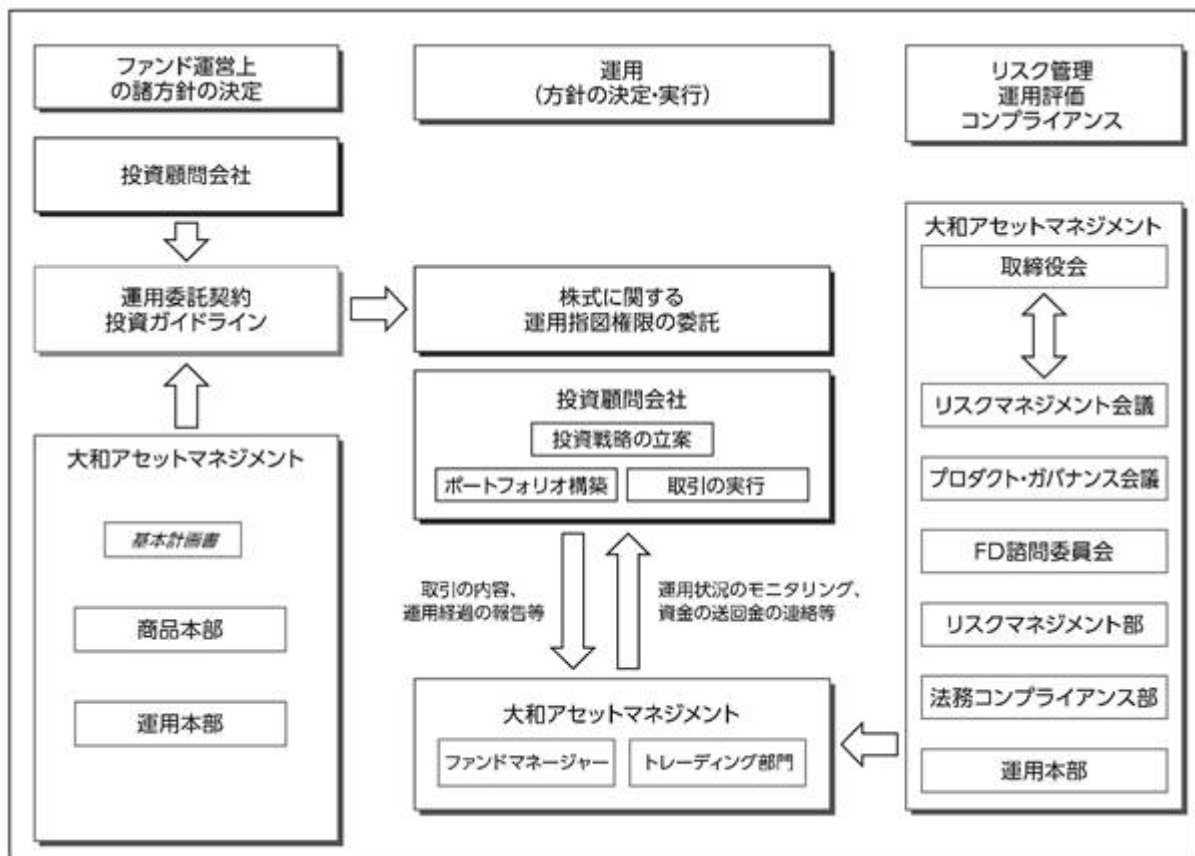 ファンド運営上
の諸方針の決定
投資顧問会社
運用委託契約
投資ガイドライン
大和アセットマネジメント
基本計画書
商品本部
運用本部
運用
(方針の決定・実行)
株式に関する
運用指図権限の委託
投資顧問会社
投資戦略の立案
ポートフォリオ構築
取引の実行
取引の内容、
運用経過の報告等
運用状況のモニタリング、
資金の送回金の連絡等
大和アセットマネジメント
ファンドマネージャー
トレーディング部門
リスク管理
運用評価
コンプライアンス
大和アセットマネジメント
取締役会
リスクマネジメント会議
プロダクト・ガバナンス会議
FD諮問委員会
リスクマネジメント部
法務コンプライアンス部
運用本部